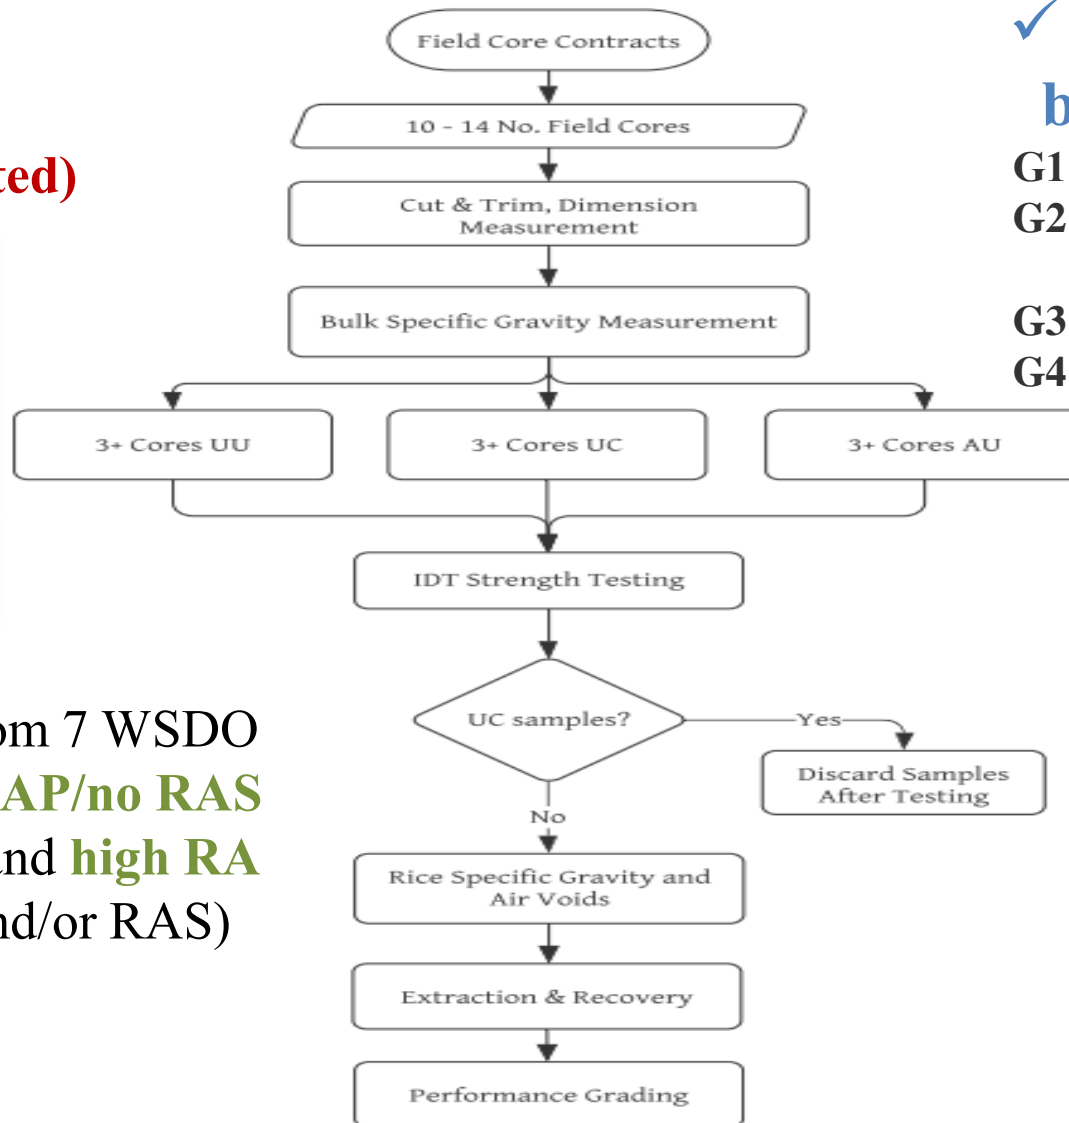 Field Core Contracts
10 - 14 No. Field Cores
Cut & Trim, Dimension
Measurement
Bulk Specific Gravity Measurement
3+ Cores UU
3+ Cores UC
3+ Cores AU
IDT Strength Testing
UC samples?
Yes
Discard Samples
After Testing
No
Rice Specific Gravity and
Air Voids
Extraction & Recovery
Performance Grading
ted)
om 7 WSDO
AP/no RAS
and high RA
nd/or RAS)
✓
b
G1
G2
G3
G4